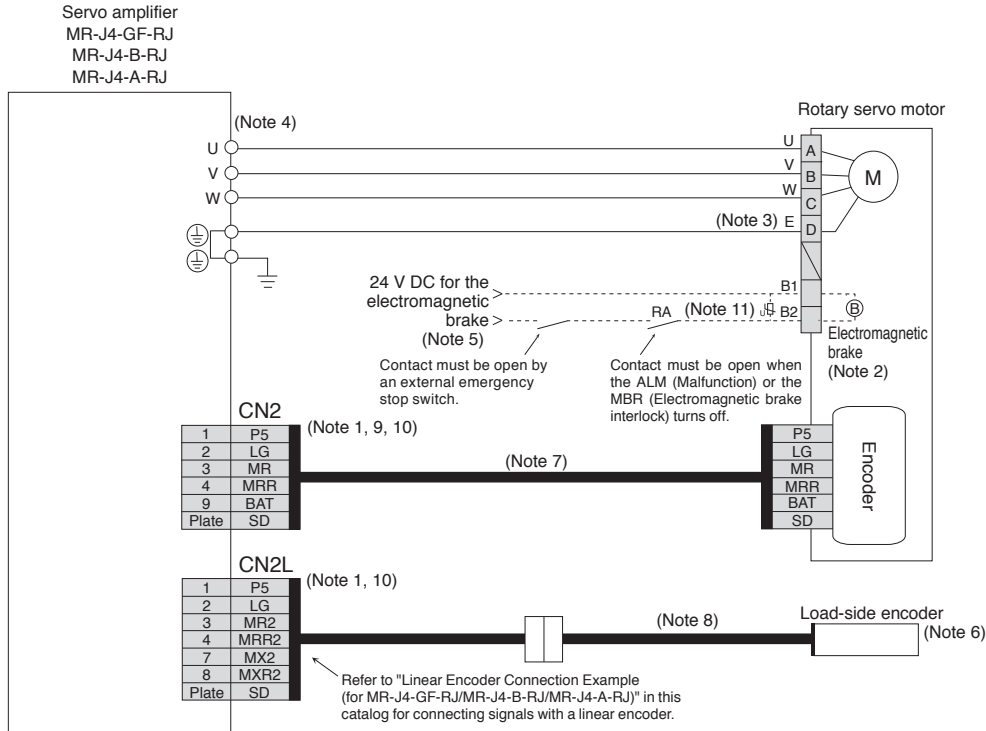 Servo amplifier
MR-J4-GF-RJ
MR-J4-B-RJ
MR-J4-A-RJ
Rotary servo motor
(Note 4)
U
V
W
U
V
W
(Note 3) E
A
B
C
D
M
24 V DC for the
electromagnetic
brake
(Note 5)
B1
RA
(Note 11)
U
B2
B
Electromagnetic
brake
(Note 2)
Contact must be open by
an external emergency
stop switch.
Contact must be open when
the ALM (Malfunction) or the
MBR (Electromagnetic brake
interlock) turns off.
CN2
(Note 1, 9, 10)
1 P5
2 LG
3 MR
4 MRR
9 BAT
Plate SD
(Note 7)
P5
LG
MR
MRR
BAT
SD
Encoder
CN2L
(Note 1, 10)
1 P5
2 LG
3 MR2
4 MRR2
7 MX2
8 MXR2
Plate SD
(Note 8)
Load-side encoder
(Note 6)
Refer to "Linear Encoder Connection Example
(for MR-J4-GF-RJ/MR-J4-B-RJ/MR-J4-A-RJ)" in this
catalog for connecting signals with a linear encoder.